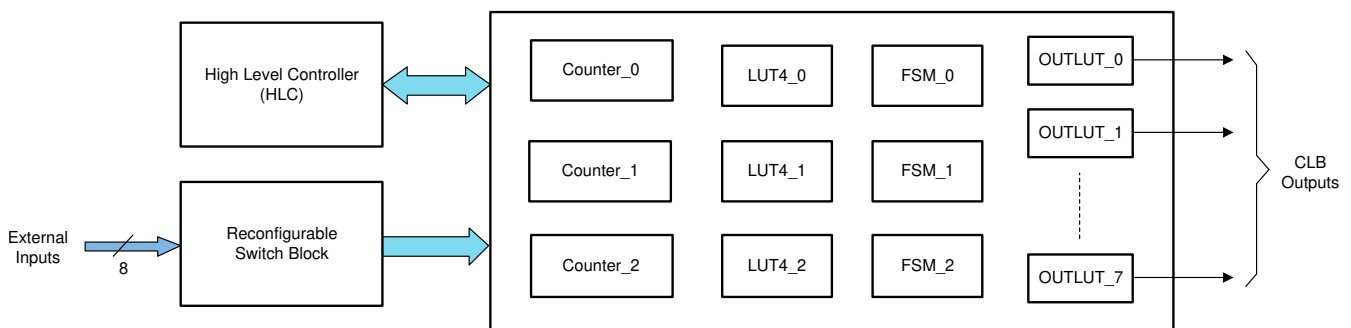 High Level Controller
(HLC)
Counter_0
LUT4_0
FSM_0
OUTLUT_0
OUTLUT_1
Counter_1
LUT4_1
FSM_1
CLB
Outputs
External
Inputs
8
Reconfigurable
Switch Block
Counter_2
LUT4_2
FSM_2
OUTLUT_7